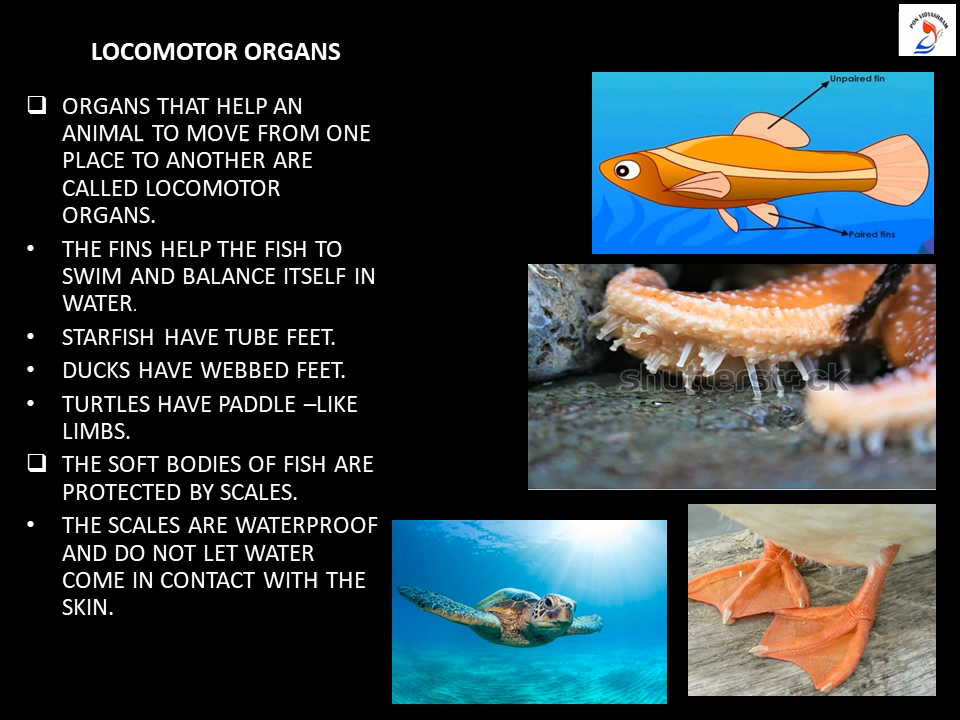 LOCOMOTOR ORGANS
PON VIDYASHRAM
❑ ORGANS THAT HELP AN
ANIMAL TO MOVE FROM ONE
PLACE TO ANOTHER ARE
CALLED LOCOMOTOR
ORGANS.
• THE FINS HELP THE FISH TO
SWIM AND BALANCE ITSELF IN
WATER.
• STARFISH HAVE TUBE FEET.
• DUCKS HAVE WEBBED FEET.
• TURTLES HAVE PADDLE –LIKE
LIMBS.
❑ THE SOFT BODIES OF FISH ARE
PROTECTED BY SCALES.
• THE SCALES ARE WATERPROOF
AND DO NOT LET WATER
COME IN CONTACT WITH THE
SKIN.
Unpaired fin
Paired fins
shutterstock